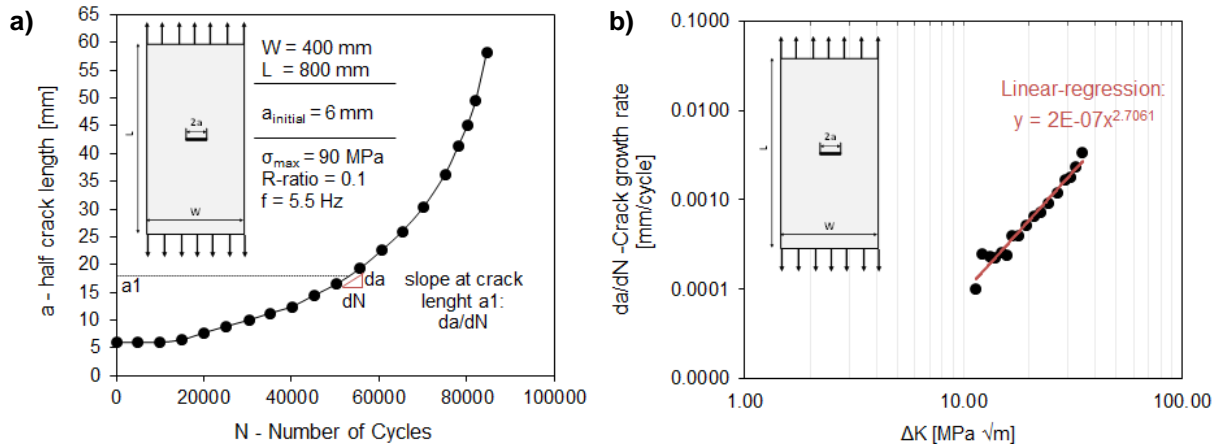 a)
65
60
55
50
45
40
35
30
25
20
15
10
5
0
a - half crack length [mm]
L
2a
W
W = 400 mm
L = 800 mm
a_initial = 6 mm
σ_max = 90 MPa
R-ratio = 0.1
f = 5.5 Hz
a1
da
dN
slope at crack
lenght a1:
da/dN
0
20000
40000
60000
80000
100000
N - Number of Cycles
b)
0.1000
0.0100
0.0010
0.0001
0.0000
da/dN -Crack growth rate
[mm/cycle]
L
2a
W
Linear-regression:
y = 2E-07x^2.7061
1.00
10.00
100.00
ΔK [MPa √m]